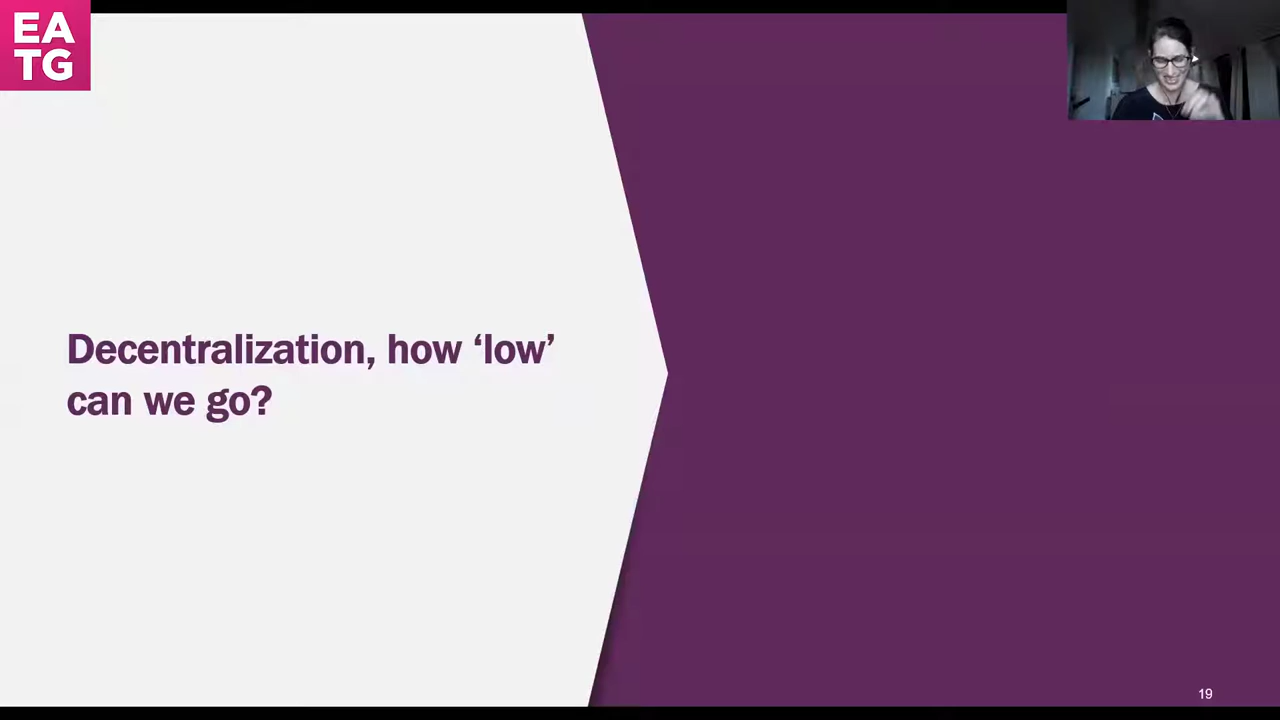 EA
TG
Decentralization, how ‘low’
can we go?
19